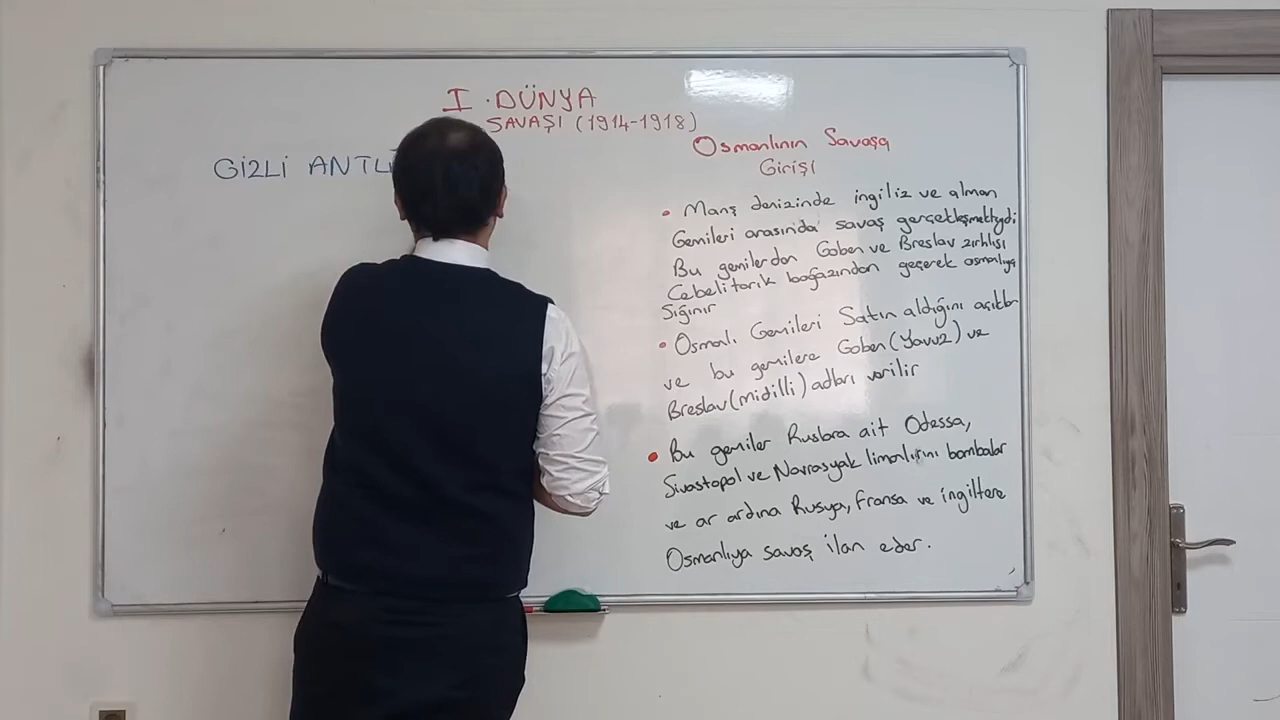 I. DÜNYA
SAVAŞI (1914-1918)
GİZLİ ANTL
Osmanlının Savaşa
Girişi
• Manş denizinde ingiliz ve alman
Gemileri arasında savaş gerçekleşmekteydi
Bu gemilerden Goben ve Breslav zırhlısı
Cebelitarık boğazından geçerek osmanlıya
Sığınır
• Osmanlı Gemileri Satın aldığını açıklar
ve bu gemilere Goben (Yavuz) ve
Breslav (midilli) adları verilir
• Bu gemiler Ruslara ait Odessa,
Sivastopol ve Navrasyak limanlarını bombalar
ve ar ardına Rusya, Fransa ve ingiltere
Osmanlıya savaş ilan eder.